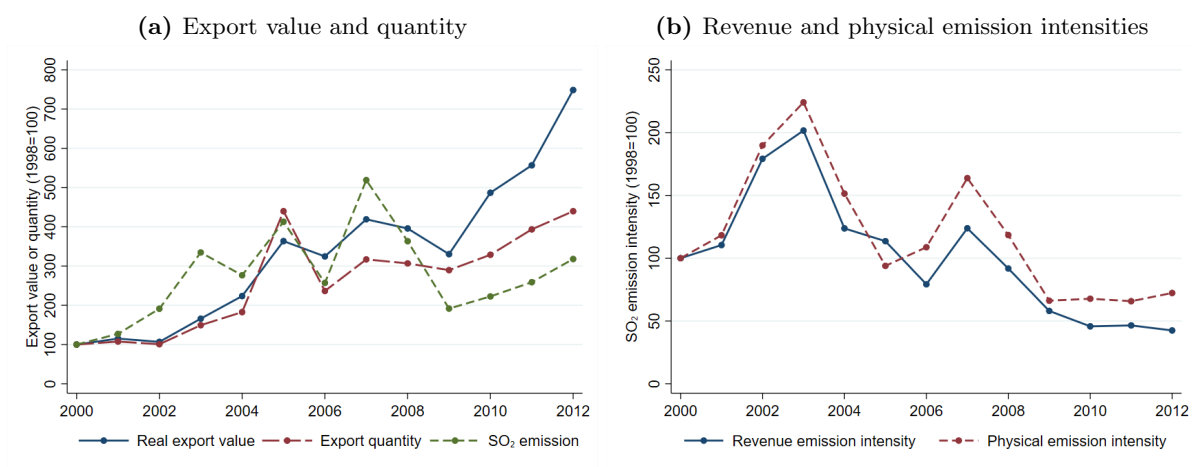 (a) Export value and quantity
Export value or quantity (1998=100)
800
700
600
500
400
300
200
100
0
2000 2002 2004 2006 2008 2010 2012
Real export value Export quantity SO₂ emission
(b) Revenue and physical emission intensities
SO₂ emission intensity (1998=100)
250
200
150
100
50
0
2000 2002 2004 2006 2008 2010 2012
Revenue emission intensity Physical emission intensity